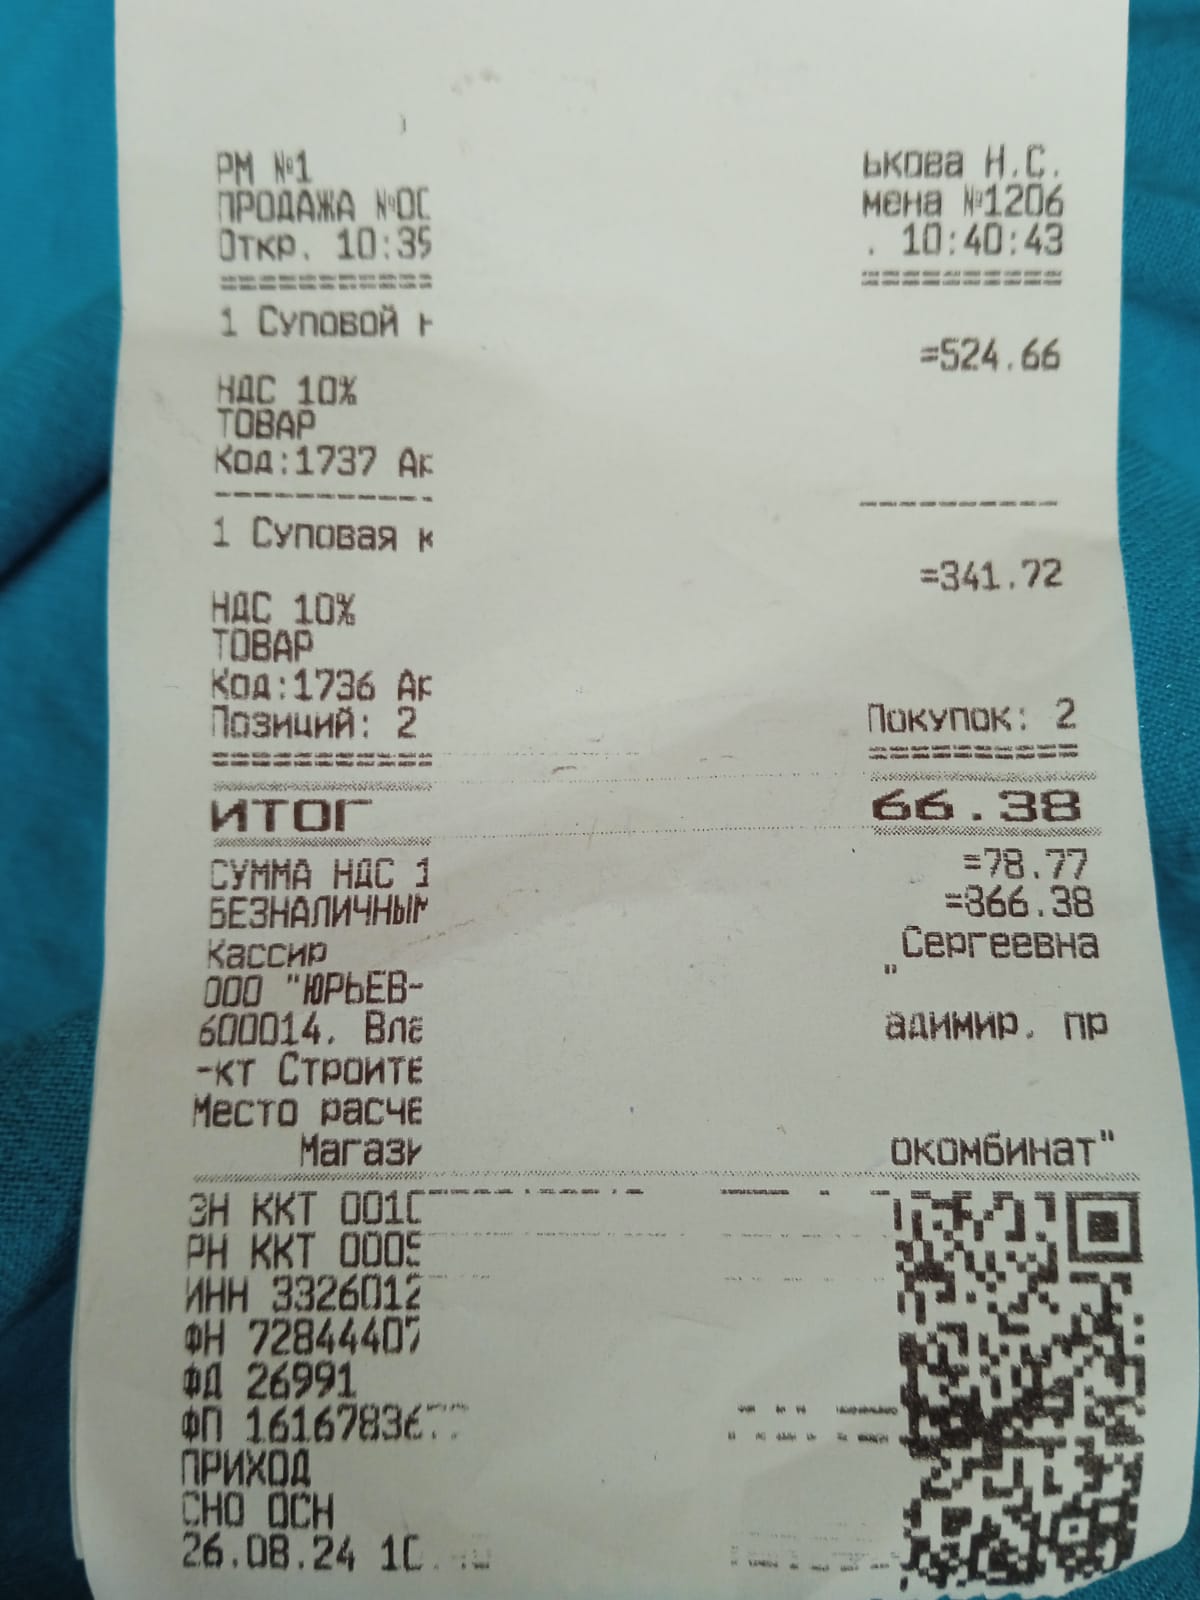 РМ №1 ькова Н.С.
ПРОДАЖА №00 мена №1206
Откр. 10:39 . 10:40:43
1 Суповой
=524.66
НДС 10%
ТОВАР
Код:1737
1 Суповая
=341.72
НДС 10%
ТОВАР
Код:1736
Позиций: 2 Покупок: 2
ИТОГ 66.38
СУММА НДС 1 =78.77
БЕЗНАЛИЧНЫМ =866.38
Кассир Сергеевна
ООО "ЮРЬЕВ- "
600014, Вла адимир, пр
-кт Строите
Место расче
Магази окомбинат"
ЗН ККТ 0010
РН ККТ 0005
ИНН 3326012
ФН 72844407
ФД 26991
ФП 1616783677
ПРИХОД
СНО ОСН
26.08.24 10